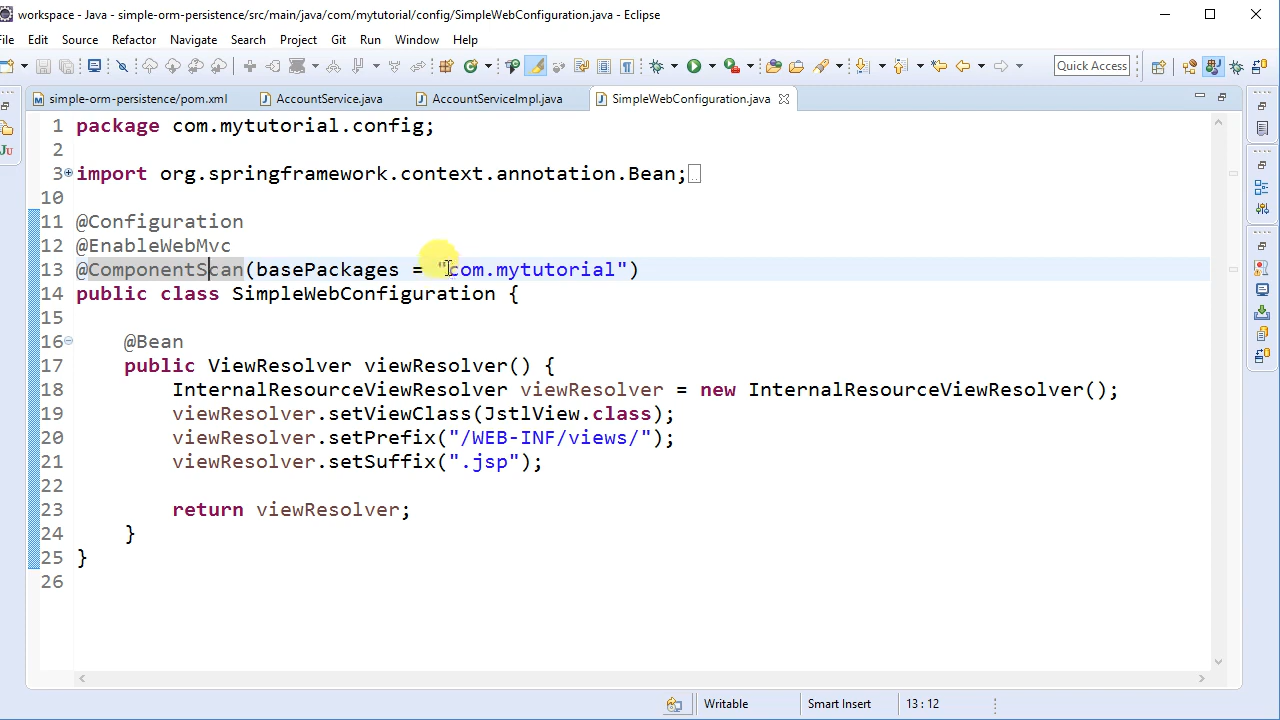 workspace - Java - simple-orm-persistence/src/main/java/com/mytutorial/config/SimpleWebConfiguration.java - Eclipse
File Edit Source Refactor Navigate Search Project Git Run Window Help
Quick Access
simple-orm-persistence/pom.xml AccountService.java AccountServiceImpl.java SimpleWebConfiguration.java
1 package com.mytutorial.config;
2
3 import org.springframework.context.annotation.Bean;
10
11 @Configuration
12 @EnableWebMvc
13 @ComponentScan(basePackages = "com.mytutorial")
14 public class SimpleWebConfiguration {
15
16 @Bean
17 public ViewResolver viewResolver() {
18 InternalResourceViewResolver viewResolver = new InternalResourceViewResolver();
19 viewResolver.setViewClass(JstlView.class);
20 viewResolver.setPrefix("/WEB-INF/views/");
21 viewResolver.setSuffix(".jsp");
22
23 return viewResolver;
24 }
25 }
26
Writable Smart Insert 13 : 12